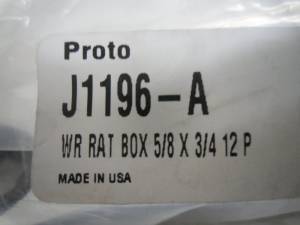 Proto
J1196-A
WR RAT BOX 5/8 X 3/4 12 P
MADE IN USA